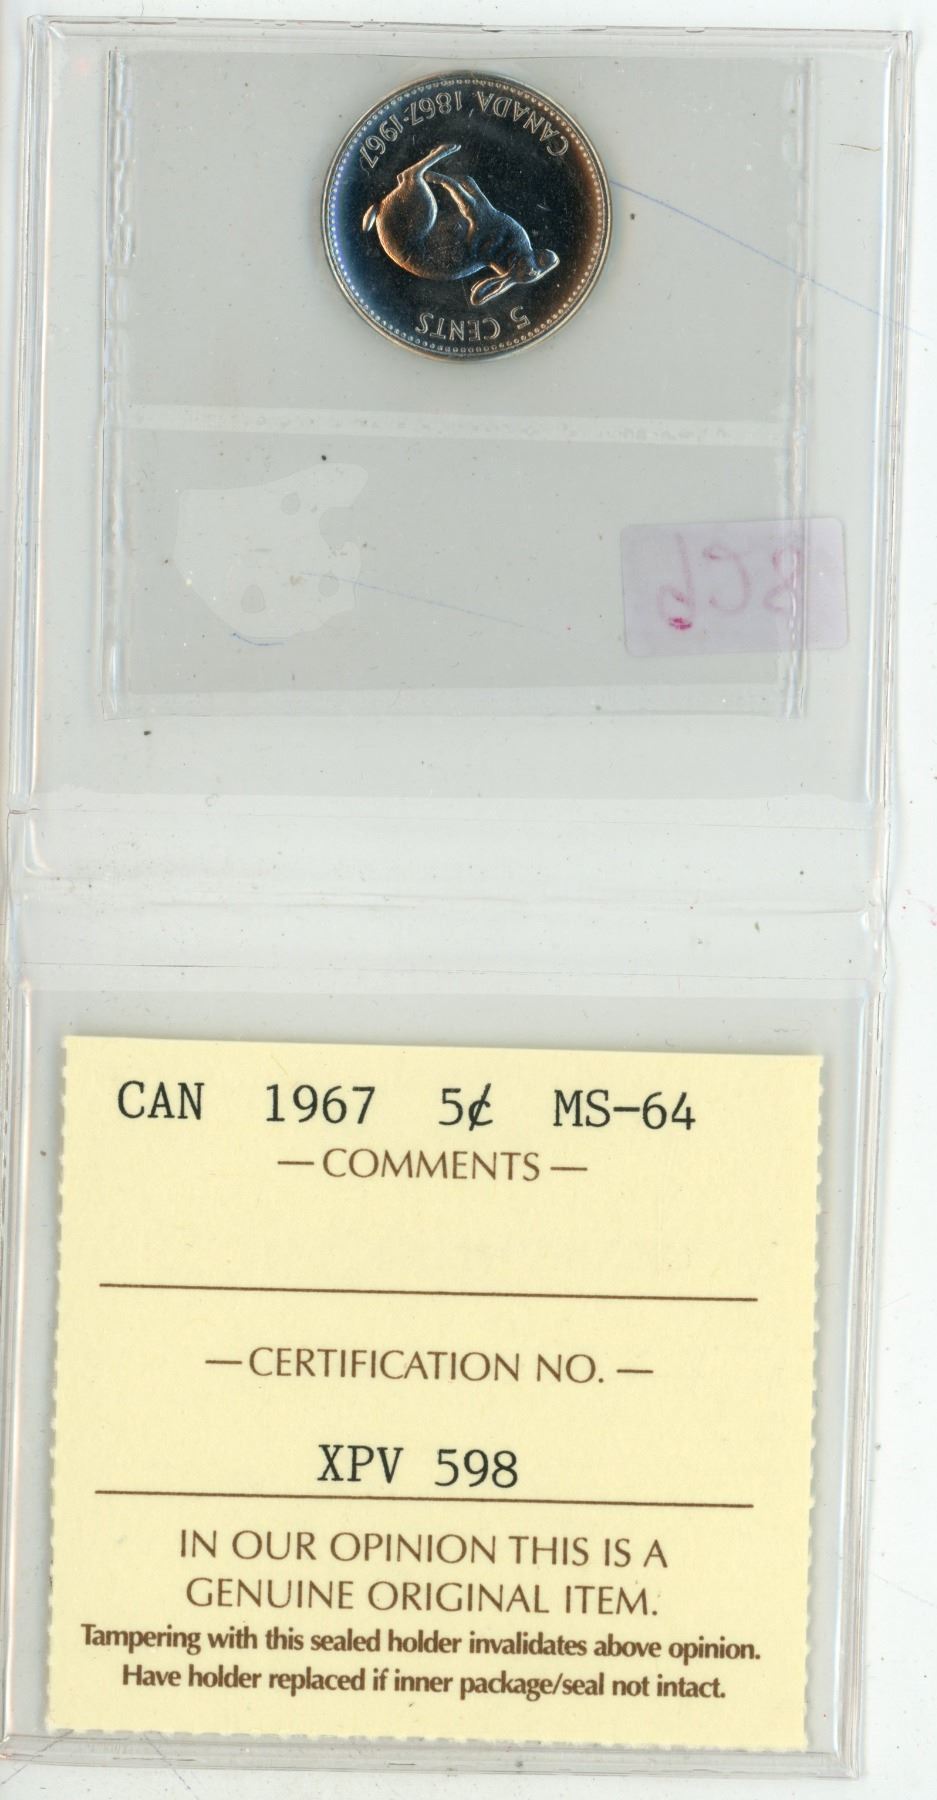 CANADA 1867-1967
5 CENTS
CAN 1967 5¢ MS-64
— COMMENTS —
— CERTIFICATION NO. —
XPV 598
IN OUR OPINION THIS IS A
GENUINE ORIGINAL ITEM.
Tampering with this sealed holder invalidates above opinion.
Have holder replaced if inner package/seal not intact.